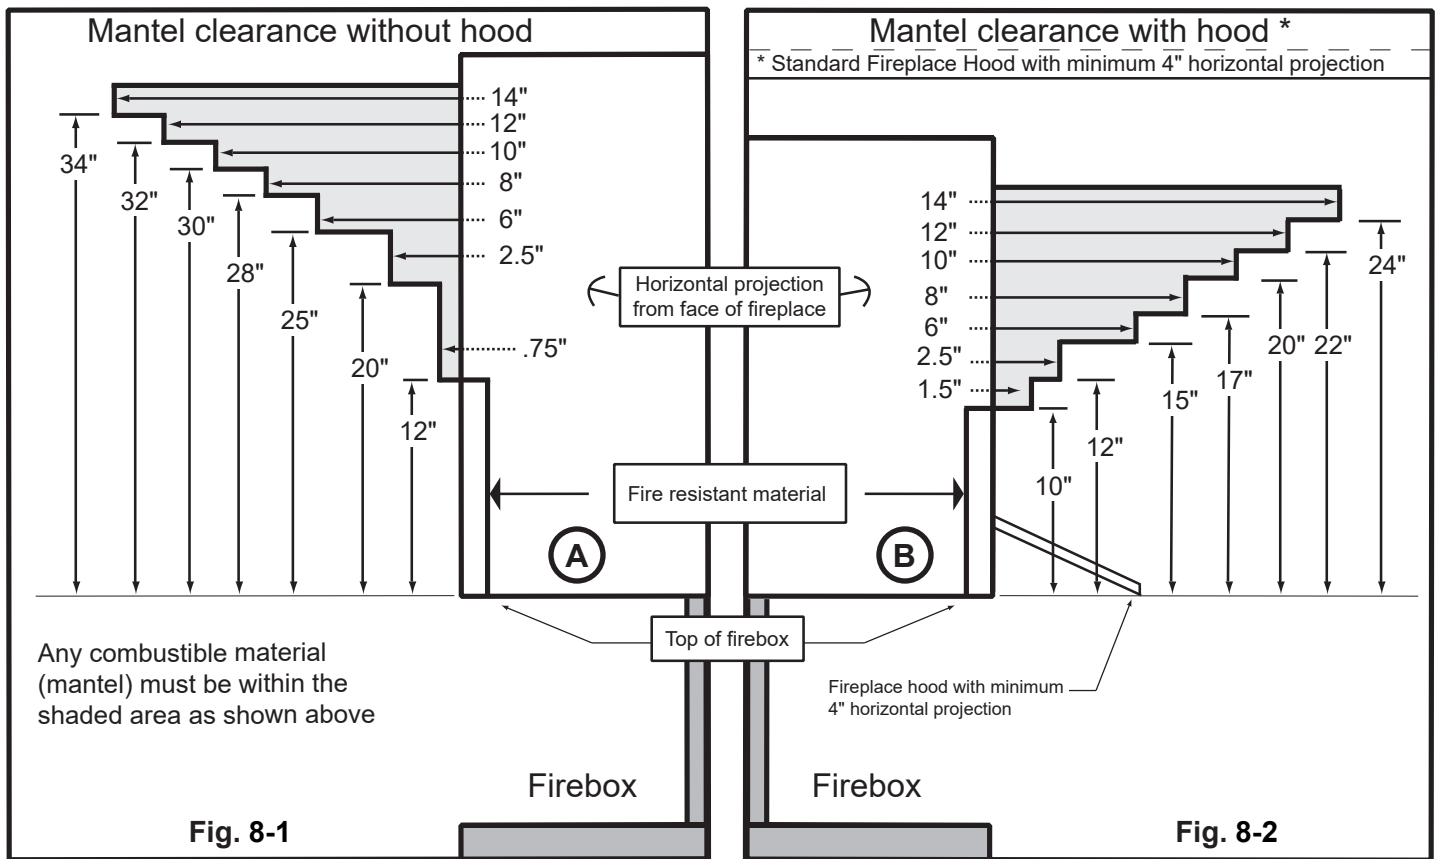 Mantel clearance without hood
14"
12"
10"
8"
6"
2.5"
.75"
34"
32"
30"
28"
25"
20"
12"
Mantel clearance with hood *
* Standard Fireplace Hood with minimum 4" horizontal projection
14"
12"
10"
8"
6"
2.5"
1.5"
24"
22"
20"
17"
15"
12"
10"
Horizontal projection
from face of fireplace
Fire resistant material
A
B
Top of firebox
Any combustible material
(mantel) must be within the
shaded area as shown above
Fireplace hood with minimum
4" horizontal projection
Firebox
Firebox
Fig. 8-1
Fig. 8-2